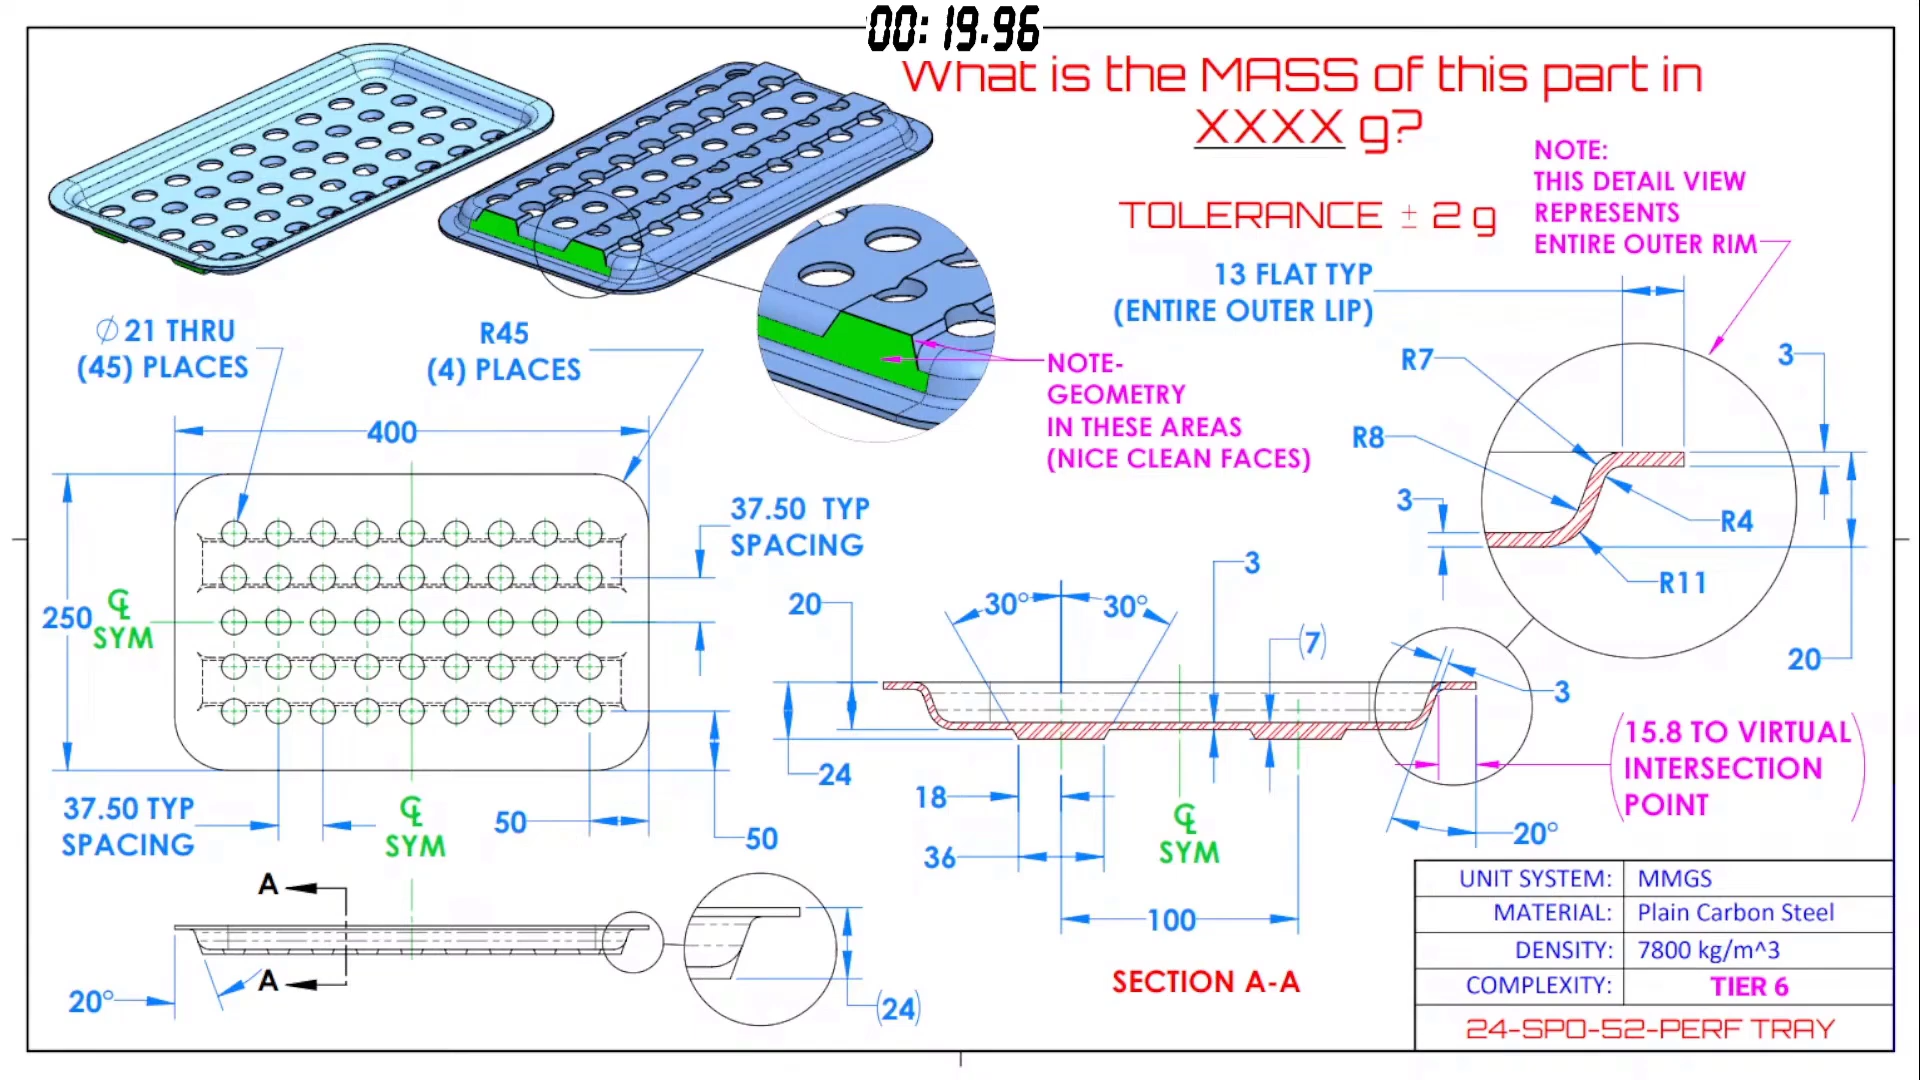 00:19.96
What is the MASS of this part in
XXXX g?
TOLERANCE ± 2 g
NOTE:
THIS DETAIL VIEW
REPRESENTS
ENTIRE OUTER RIM
13 FLAT TYP
(ENTIRE OUTER LIP)
∅ 21 THRU
(45) PLACES
R45
(4) PLACES
NOTE-
GEOMETRY
IN THESE AREAS
(NICE CLEAN FACES)
R7
3
R8
3
R4
R11
20
400
37.50 TYP
SPACING
250
℄
SYM
37.50 TYP
SPACING
℄
SYM
50
50
20
30°
30°
3
(7)
3
24
18
36
℄
SYM
100
20°
(15.8 TO VIRTUAL
INTERSECTION
POINT)
SECTION A-A
A
A
20°
(24)
UNIT SYSTEM: MMGS
MATERIAL: Plain Carbon Steel
DENSITY: 7800 kg/m^3
COMPLEXITY: TIER 6
24-SPO-52-PERF TRAY